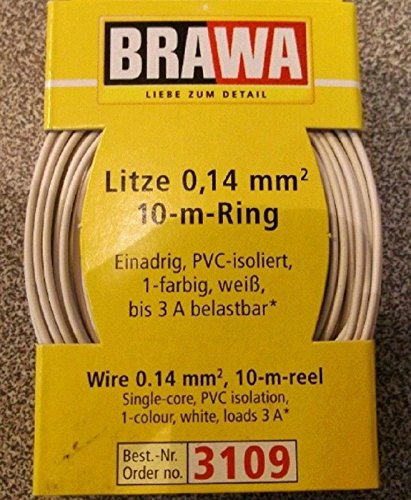 BRAWA
LIEBE ZUM DETAIL
Litze 0,14 mm²
10-m-Ring
Einadrig, PVC-isoliert,
1-farbig, weiß,
bis 3 A belastbar*
Wire 0.14 mm², 10-m-reel
Single-core, PVC isolation,
1-colour, white, loads 3 A*
Best.-Nr.
Order no. 3109